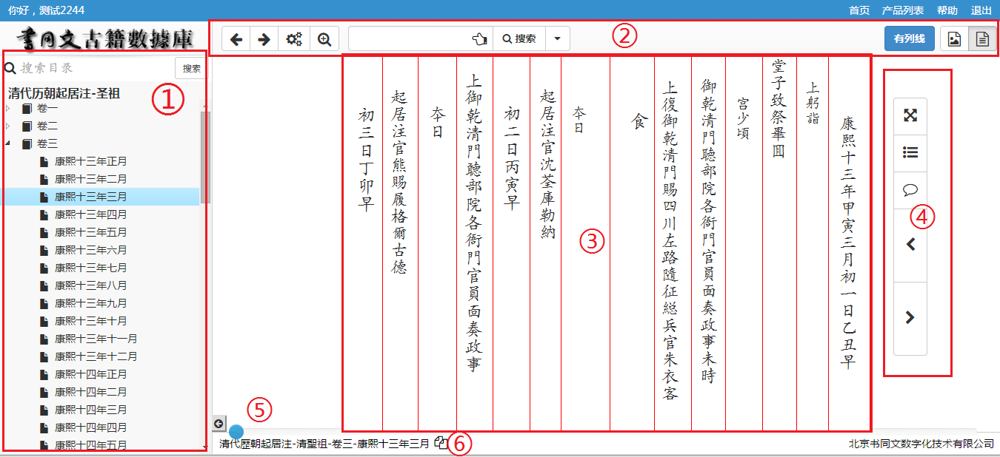 你好，测试2244
首页 产品列表 帮助 退出
書同文古籍數據庫
搜索
②
有列线
搜索目录
搜索
清代历朝起居注-圣祖
①
卷一
卷二
卷三
康熙十三年正月
康熙十三年二月
康熙十三年三月
康熙十三年四月
康熙十三年五月
康熙十三年六月
康熙十三年七月
康熙十三年八月
康熙十三年九月
康熙十三年十月
康熙十三年十一月
康熙十三年十二月
康熙十四年正月
康熙十四年二月
康熙十四年三月
康熙十四年四月
康熙十四年五月
康熙十三年甲寅三月初一日乙丑早
上躬詣
堂子致祭畢囬
宫少頃
御乾清門聴部院各衙門官員面奏政事未時
上復御乾清門賜四川左路隨征総兵官朱衣客
食
夲日
起居注官沈荃庫勒納
初二日丙寅早
上御乾清門聽部院各衙門官員面奏政事
夲日
起居注官熊賜履格爾古德
初三日丁卯早
③
④
⑤
清代歷朝起居注-清聖祖-卷三-康熙十三年三月
⑥
北京书同文数字化技术有限公司